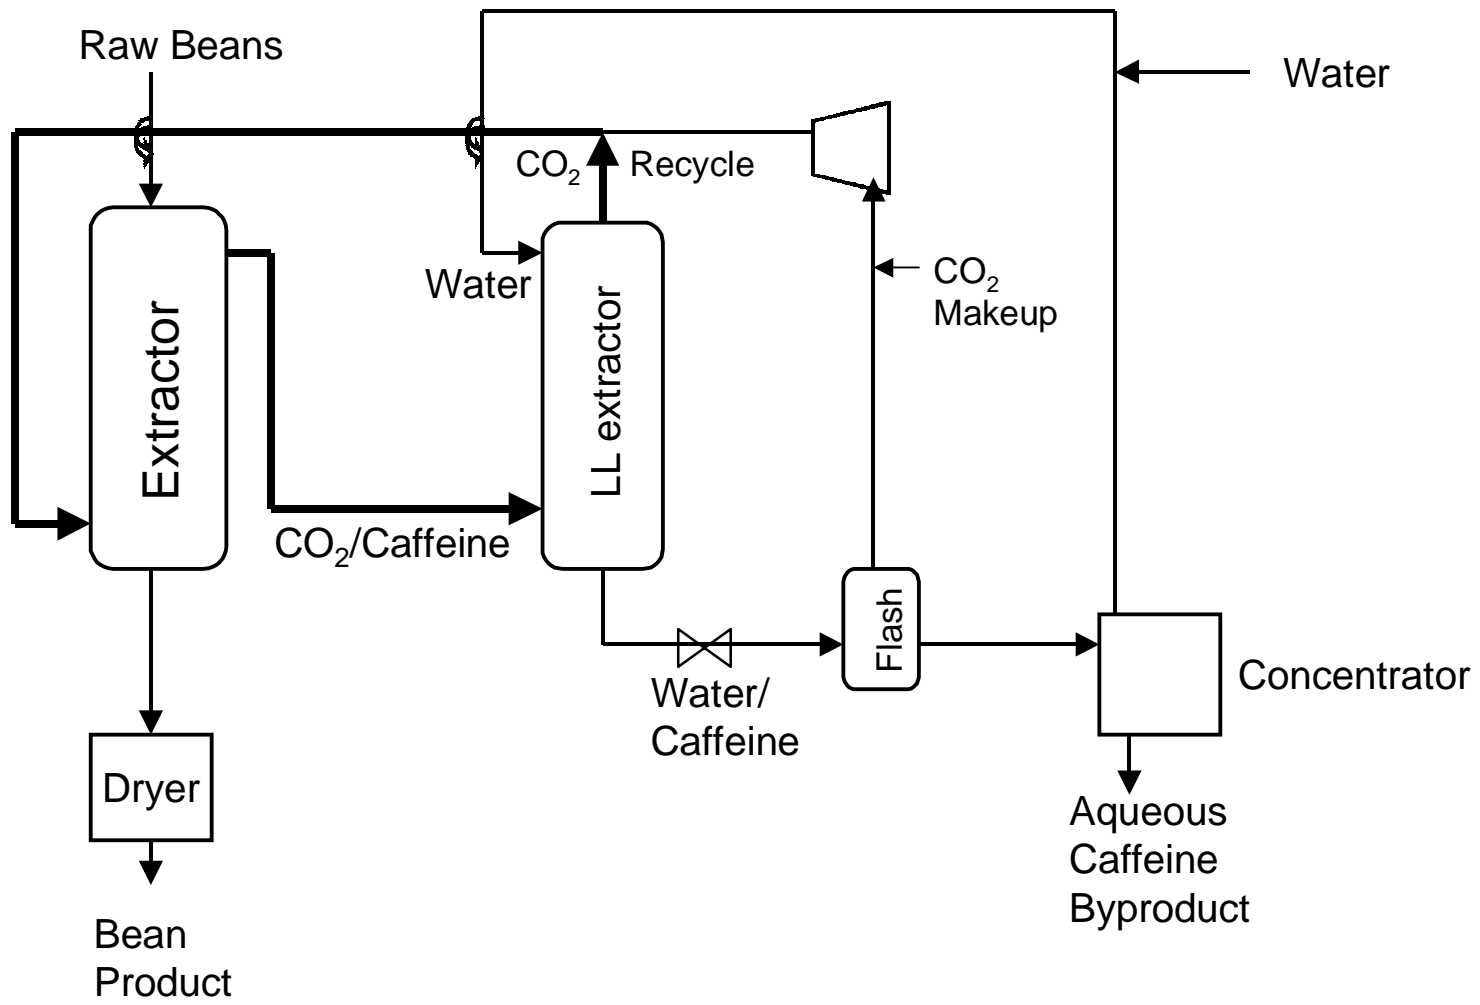 Raw Beans
Water
CO2 Recycle
Water
CO2
Makeup
Extractor
LL extractor
CO2/Caffeine
Flash
Water/
Caffeine
Concentrator
Dryer
Aqueous
Caffeine
Byproduct
Bean
Product